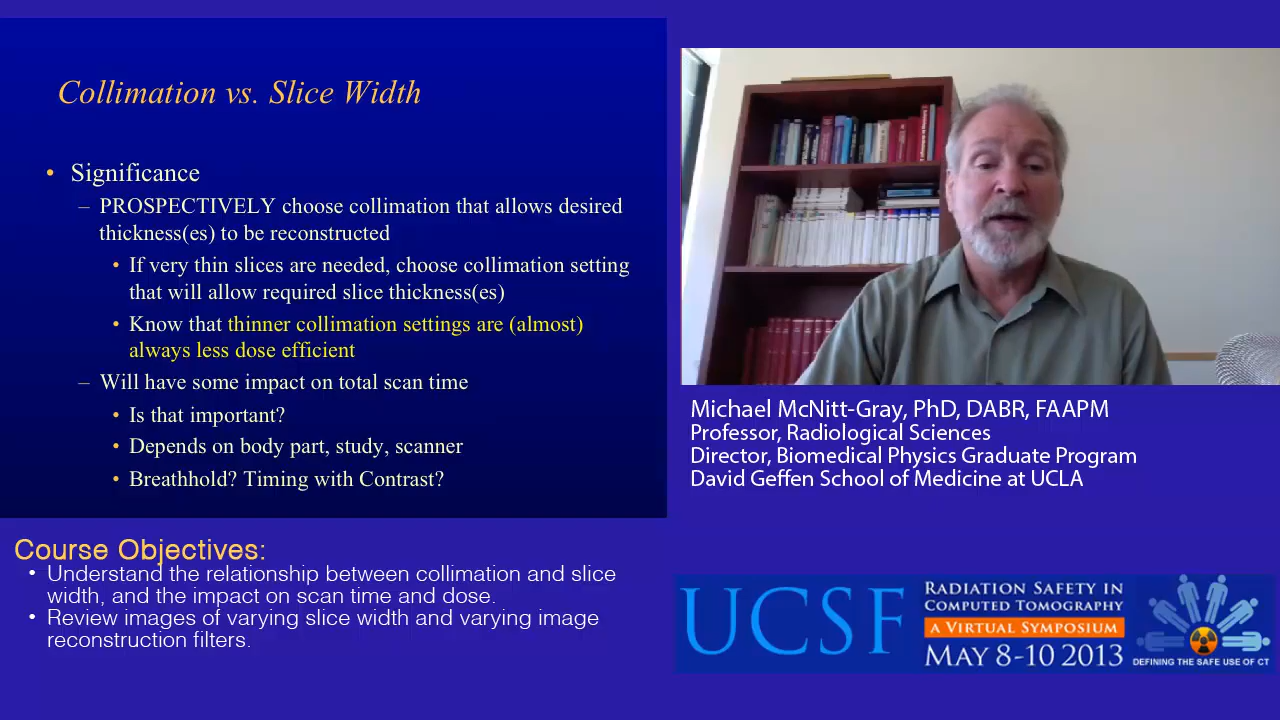 Collimation vs. Slice Width
• Significance
– PROSPECTIVELY choose collimation that allows desired
thickness(es) to be reconstructed
• If very thin slices are needed, choose collimation setting
that will allow required slice thickness(es)
• Know that thinner collimation settings are (almost)
always less dose efficient
– Will have some impact on total scan time
• Is that important?
• Depends on body part, study, scanner
• Breathhold? Timing with Contrast?
Michael McNitt-Gray, PhD, DABR, FAAPM
Professor, Radiological Sciences
Director, Biomedical Physics Graduate Program
David Geffen School of Medicine at UCLA
Course Objectives:
• Understand the relationship between collimation and slice
width, and the impact on scan time and dose.
• Review images of varying slice width and varying image
reconstruction filters.
UCSF
RADIATION SAFETY IN
COMPUTED TOMOGRAPHY
A VIRTUAL SYMPOSIUM
MAY 8-10 2013
DEFINING THE SAFE USE OF CT